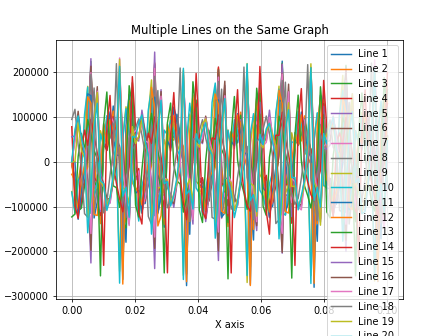 Multiple Lines on the Same Graph
200000
100000
0
−100000
−200000
−300000
0.00
0.02
0.04
0.06
0.08
X axis
Line 1
Line 2
Line 3
Line 4
Line 5
Line 6
Line 7
Line 8
Line 9
Line 10
Line 11
Line 12
Line 13
Line 14
Line 15
Line 16
Line 17
Line 18
Line 19
Line 20